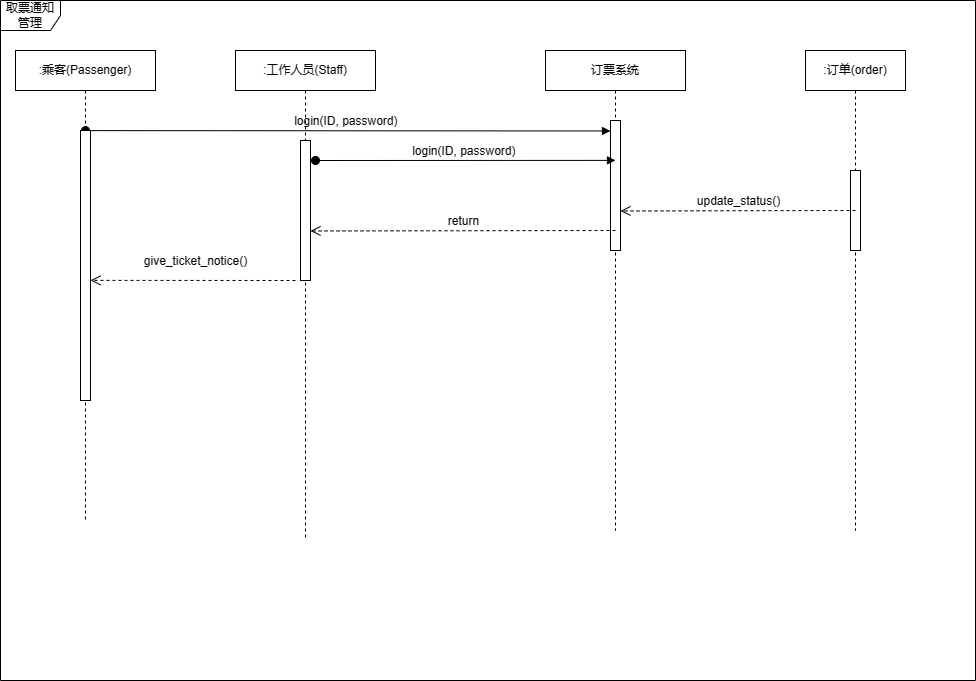 取票通知
管理
:乘客(Passenger)
:工作人员(Staff)
订票系统
:订单(order)
login(ID, password)
login(ID, password)
update_status()
return
give_ticket_notice()